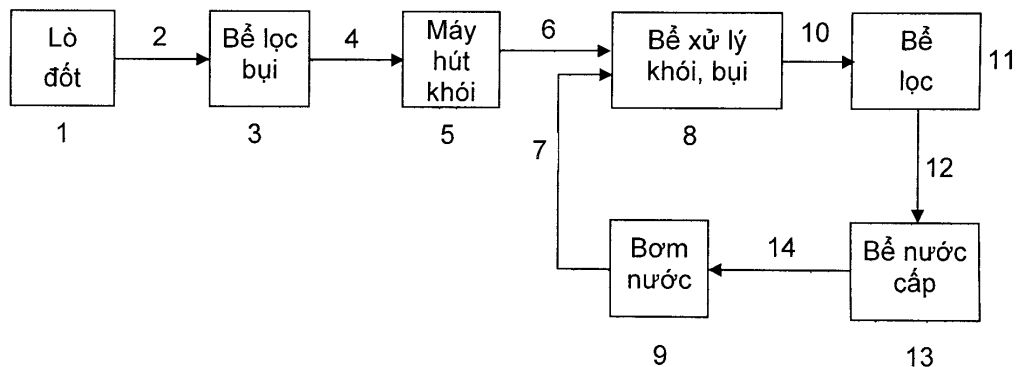 Lò
đốt
1
2
Bể lọc
bụi
3
4
Máy
hút
khói
5
6
7
Bể xử lý
khói, bụi
8
10
Bể
lọc
11
12
Bể nước
cấp
13
14
Bơm
nước
9